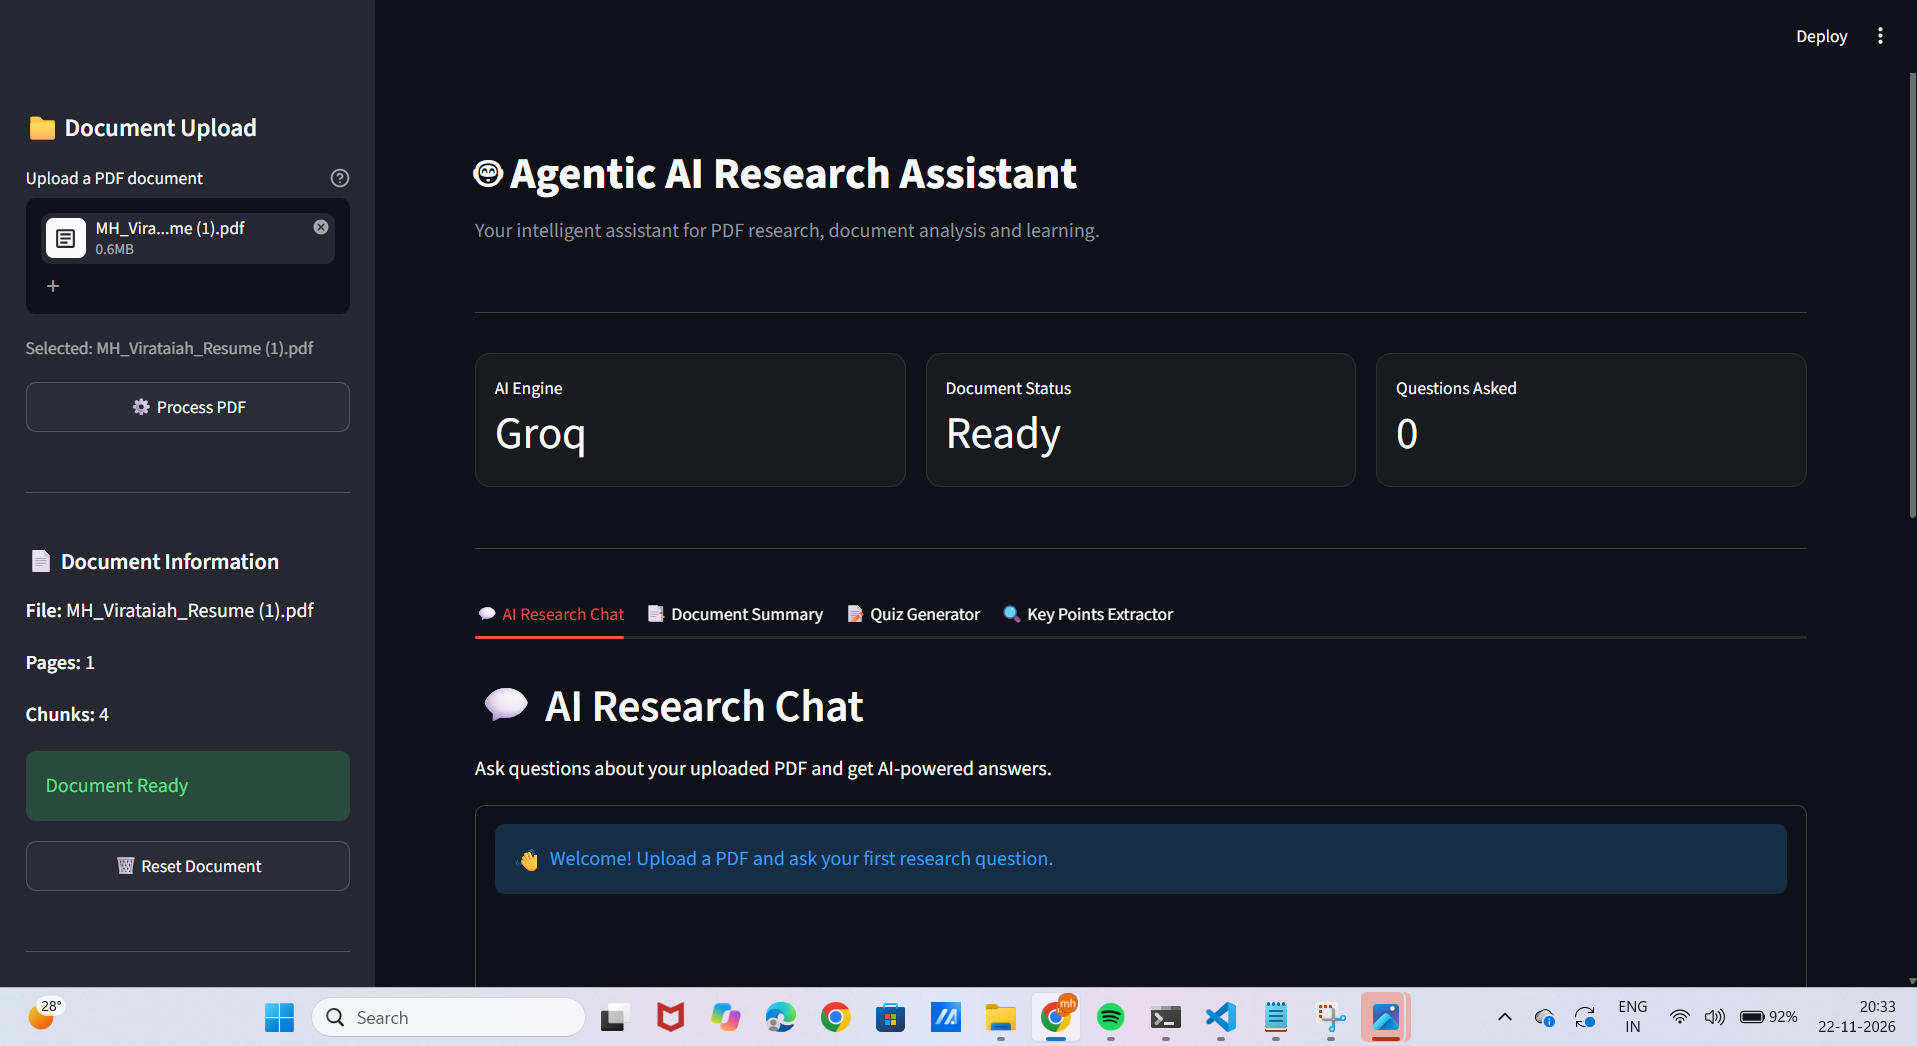 Deploy
Document Upload
Upload a PDF document
MH_Vira...me (1).pdf
0.6MB
Selected: MH_Virataiah_Resume (1).pdf
Process PDF
Document Information
File: MH_Virataiah_Resume (1).pdf
Pages: 1
Chunks: 4
Document Ready
Reset Document
Agentic AI Research Assistant
Your intelligent assistant for PDF research, document analysis and learning.
AI Engine
Groq
Document Status
Ready
Questions Asked
0
AI Research Chat
Document Summary
Quiz Generator
Key Points Extractor
AI Research Chat
Ask questions about your uploaded PDF and get AI-powered answers.
Welcome! Upload a PDF and ask your first research question.
28°
Search
mh
ENG
IN
92%
20:33
22-11-2026